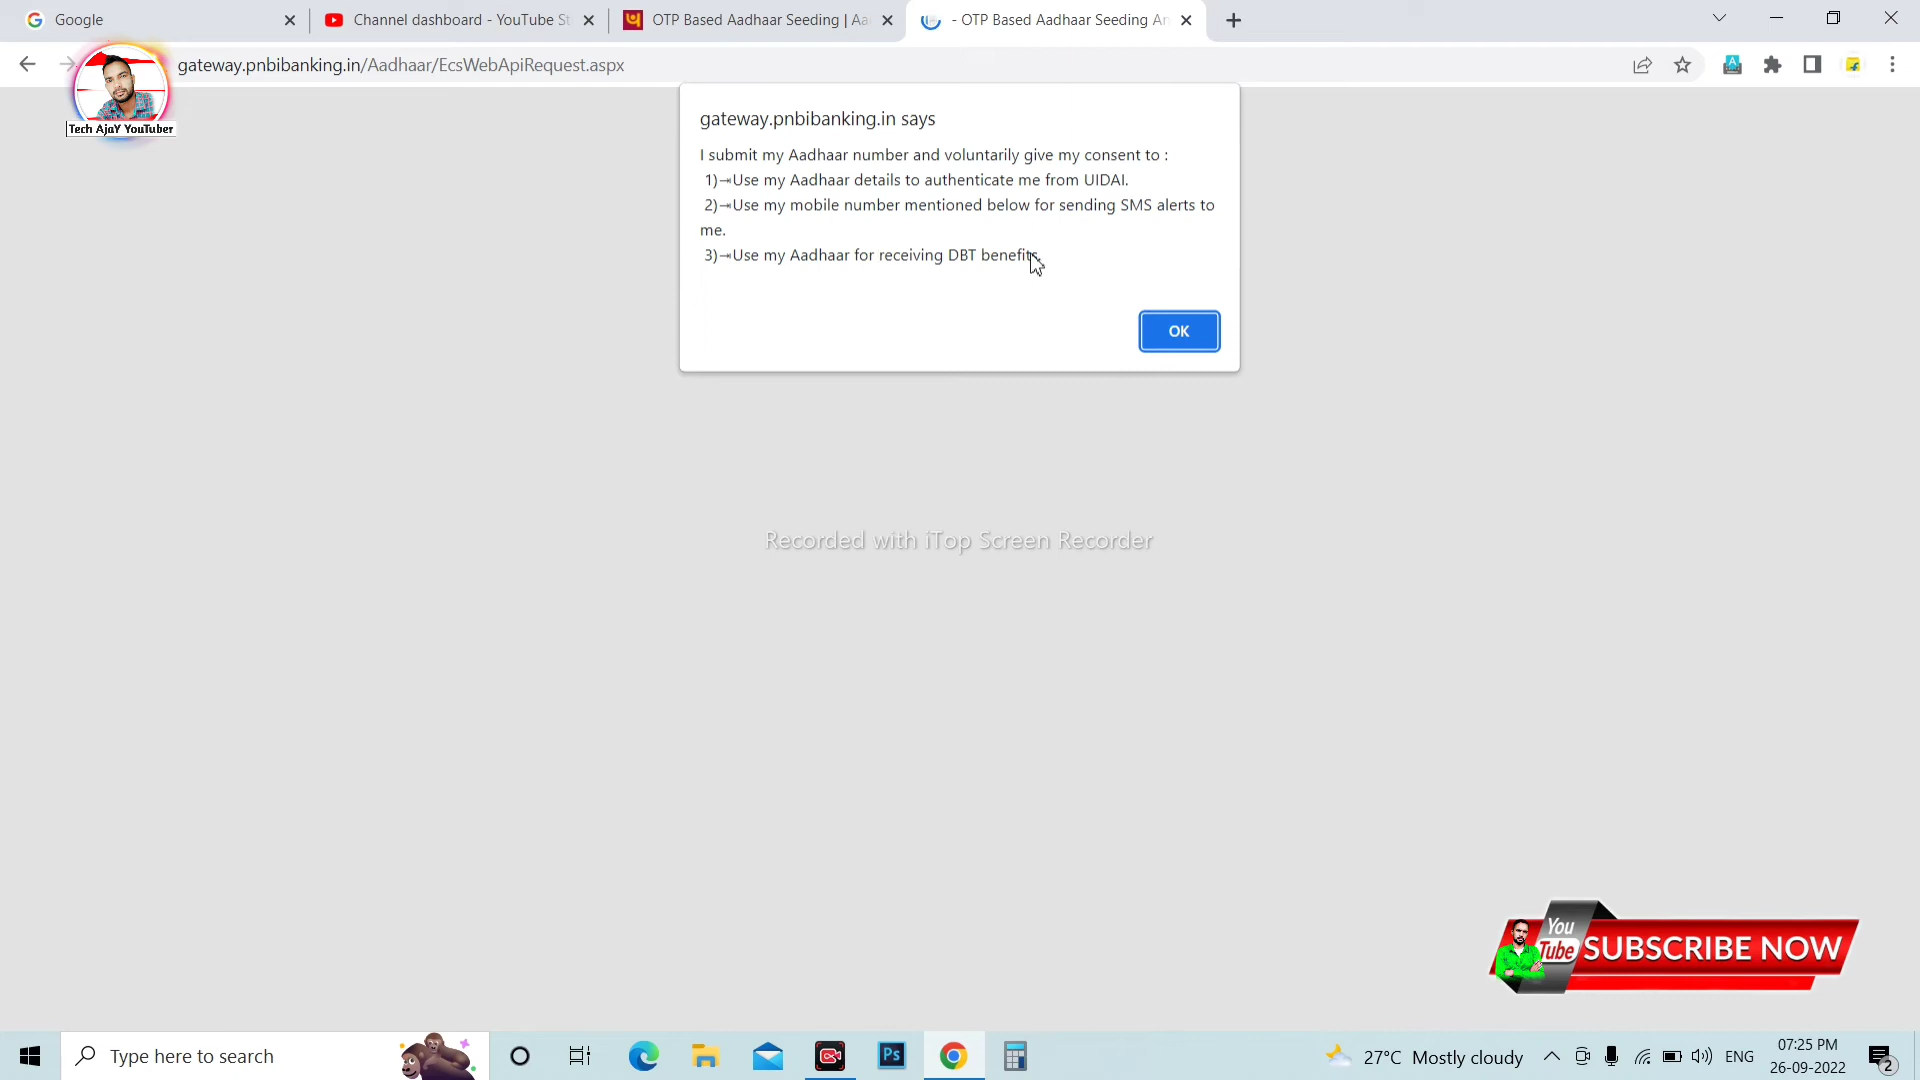 Google
Channel dashboard - YouTube St
OTP Based Aadhaar Seeding | Aa
- OTP Based Aadhaar Seeding An
gateway.pnbibanking.in/Aadhaar/EcsWebApiRequest.aspx
Tech AjaY YouTuber
gateway.pnbibanking.in says
I submit my Aadhaar number and voluntarily give my consent to :
1)→Use my Aadhaar details to authenticate me from UIDAI.
2)→Use my mobile number mentioned below for sending SMS alerts to
me.
3)→Use my Aadhaar for receiving DBT benefits.
OK
Recorded with iTop Screen Recorder
You
Tube
SUBSCRIBE NOW
Type here to search
Ps
27°C Mostly cloudy
ENG
07:25 PM
26-09-2022
2